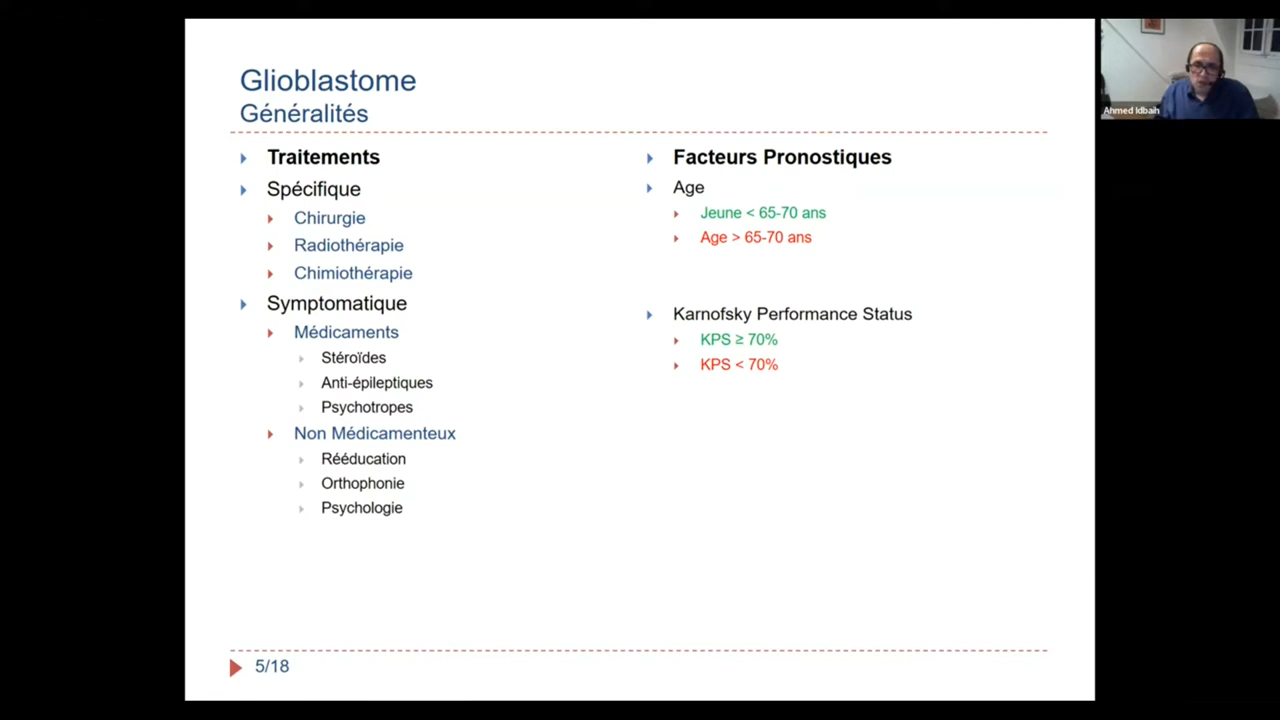 Glioblastome
Généralités
Traitements
Spécifique
Chirurgie
Radiothérapie
Chimiothérapie
Symptomatique
Médicaments
Stéroïdes
Anti-épileptiques
Psychotropes
Non Médicamenteux
Rééducation
Orthophonie
Psychologie
Facteurs Pronostiques
Age
Jeune < 65-70 ans
Age > 65-70 ans
Karnofsky Performance Status
KPS ≥ 70%
KPS < 70%
5/18
Ahmed Idbaih